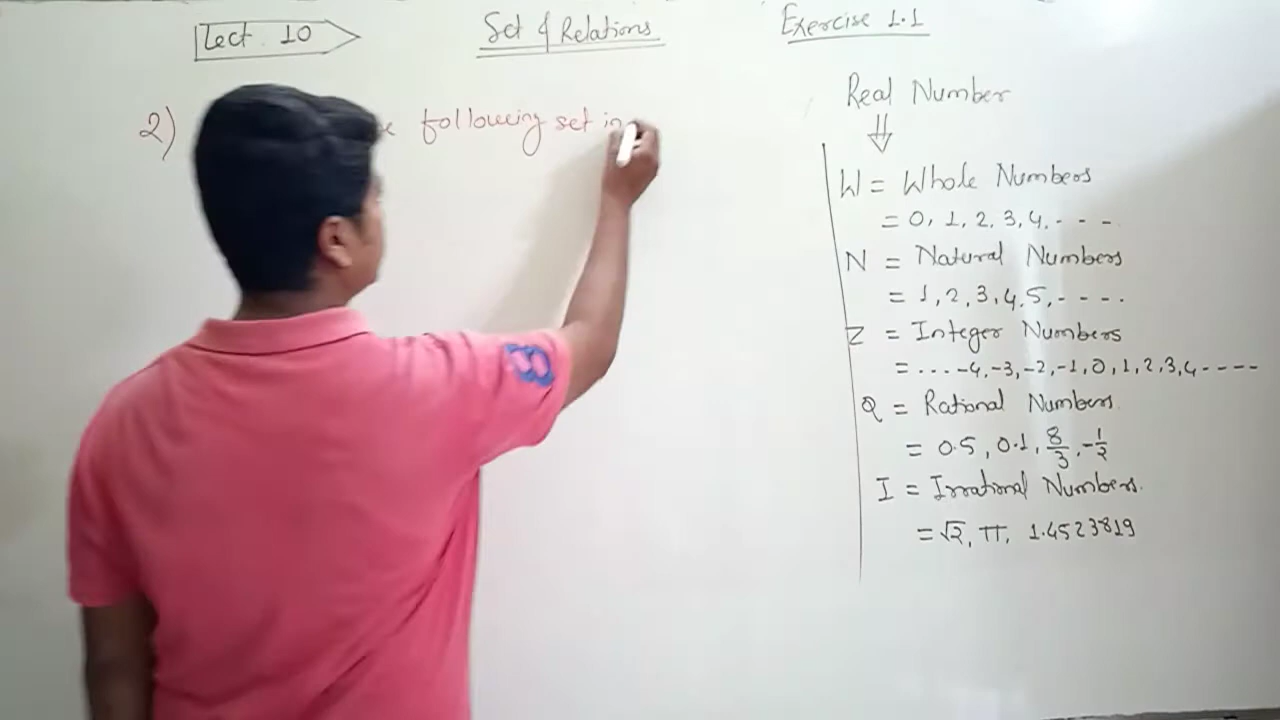 Lect 10
Set & Relations
Exercise 1.1
2) following set in
Real Number
⇓
W = Whole Numbers
= 0, 1, 2, 3, 4, - - -
N = Natural Numbers
= 1, 2, 3, 4, 5, - - - -
Z = Integer Numbers
= ... -4, -3, -2, -1, 0, 1, 2, 3, 4 - - - -
Q = Rational Numbers
= 0.5, 0.1, 8/3, -1/2
I = Irrational Numbers.
= √2, π, 1.4523819